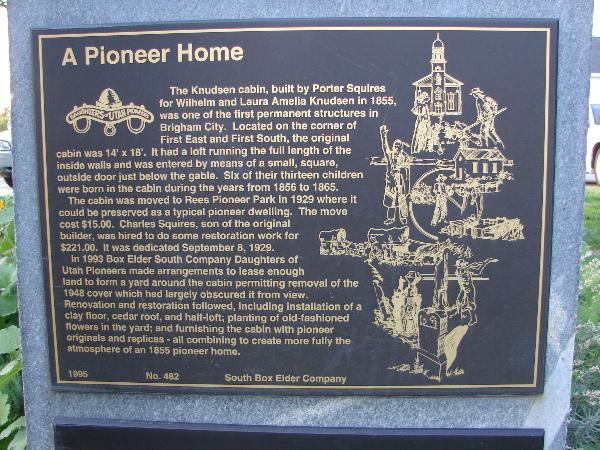 A Pioneer Home
DAUGHTERS OF UTAH PIONEERS
The Knudsen cabin, built by Porter Squires
for Wilhelm and Laura Amelia Knudsen in 1855,
was one of the first permanent structures in
Brigham City. Located on the corner of
First East and First South, the original
cabin was 14' x 18'. It had a loft running the full length of the
inside walls and was entered by means of a small, square,
outside door just below the gable. Six of their thirteen children
were born in the cabin during the years from 1856 to 1865.
The cabin was moved to Rees Pioneer Park in 1929 where it
could be preserved as a typical pioneer dwelling. The move
cost $15.00. Charles Squires, son of the original
builder, was hired to do some restoration work for
$221.00. It was dedicated September 8, 1929.
In 1993 Box Elder South Company Daughters of
Utah Pioneers made arrangements to lease enough
land to form a yard around the cabin permitting removal of the
1948 cover which had largely obscured it from view.
Renovation and restoration followed, including installation of a
clay floor, cedar roof, and half-loft; planting of old-fashioned
flowers in the yard; and furnishing the cabin with pioneer
originals and replicas - all combining to create more fully the
atmosphere of an 1855 pioneer home.
1995 No. 482 South Box Elder Company